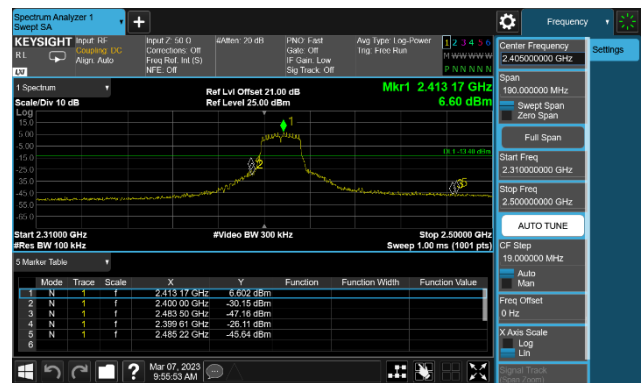 Spectrum Analyzer 1
Swept SA
Frequency
KEYSIGHT
R L
Input: RF
Coupling: DC
Align: Auto
Input Z: 50 Ω
Corrections: Off
Freq Ref: Int (S)
NFE: Off
#Atten: 20 dB
PNO: Fast
Gate: Off
IF Gain: Low
Sig Track: Off
Avg Type: Log-Power
Trig: Free Run
1 2 3 4 5 6
M W W W W W
P N N N N N
Center Frequency
2.405000000 GHz
Settings
Span
190.000000 MHz
Swept Span
Zero Span
Full Span
Start Freq
2.310000000 GHz
Stop Freq
2.500000000 GHz
AUTO TUNE
CF Step
19.000000 MHz
Auto
Man
Freq Offset
0 Hz
X Axis Scale
Log
Lin
Signal Track
(Span Zoom)
1 Spectrum
Scale/Div 10 dB
Ref Lvl Offset 21.00 dB
Ref Level 25.00 dBm
Mkr1 2.413 17 GHz
6.60 dBm
Log
15.0
5.00
-5.00
-15.0
-25.0
-35.0
-45.0
-55.0
-65.0
1
DL1 -13.40 dBm
Start 2.31000 GHz
#Res BW 100 kHz
#Video BW 300 kHz
Stop 2.50000 GHz
Sweep 1.00 ms (1001 pts)
5 Marker Table
Mode Trace Scale X Y Function Function Width Function Value
1 N 1 f 2.413 17 GHz 6.602 dBm
2 N 1 f 2.400 00 GHz -30.15 dBm
3 N 1 f 2.483 50 GHz -47.16 dBm
4 N 1 f 2.399 61 GHz -26.11 dBm
5 N 1 f 2.485 22 GHz -45.64 dBm
6
?
Mar 07, 2023
9:55:53 AM